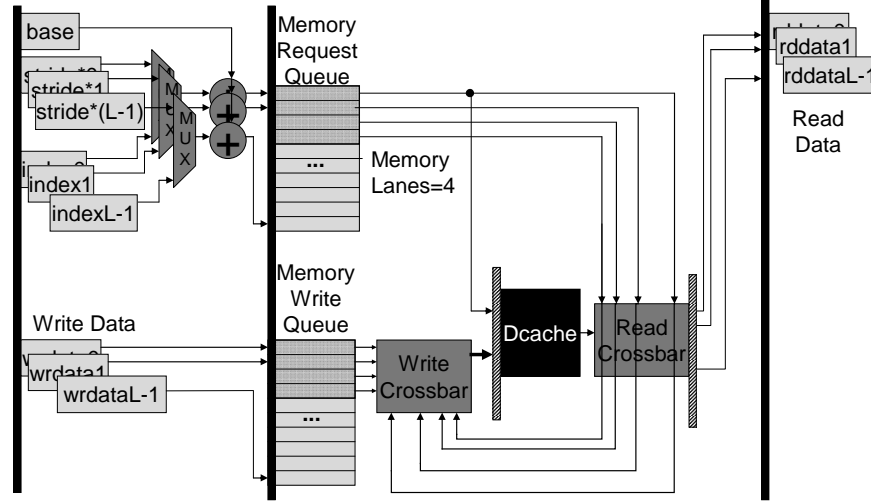 base
stride*1
stride*(L-1)
MUX
index1
indexL-1
Memory
Request
Queue
...
Memory
Lanes=4
rddata1
rddataL-1
Read
Data
Write Data
wrdata1
wrdataL-1
Memory
Write
Queue
...
Write
Crossbar
Dcache
Read
Crossbar